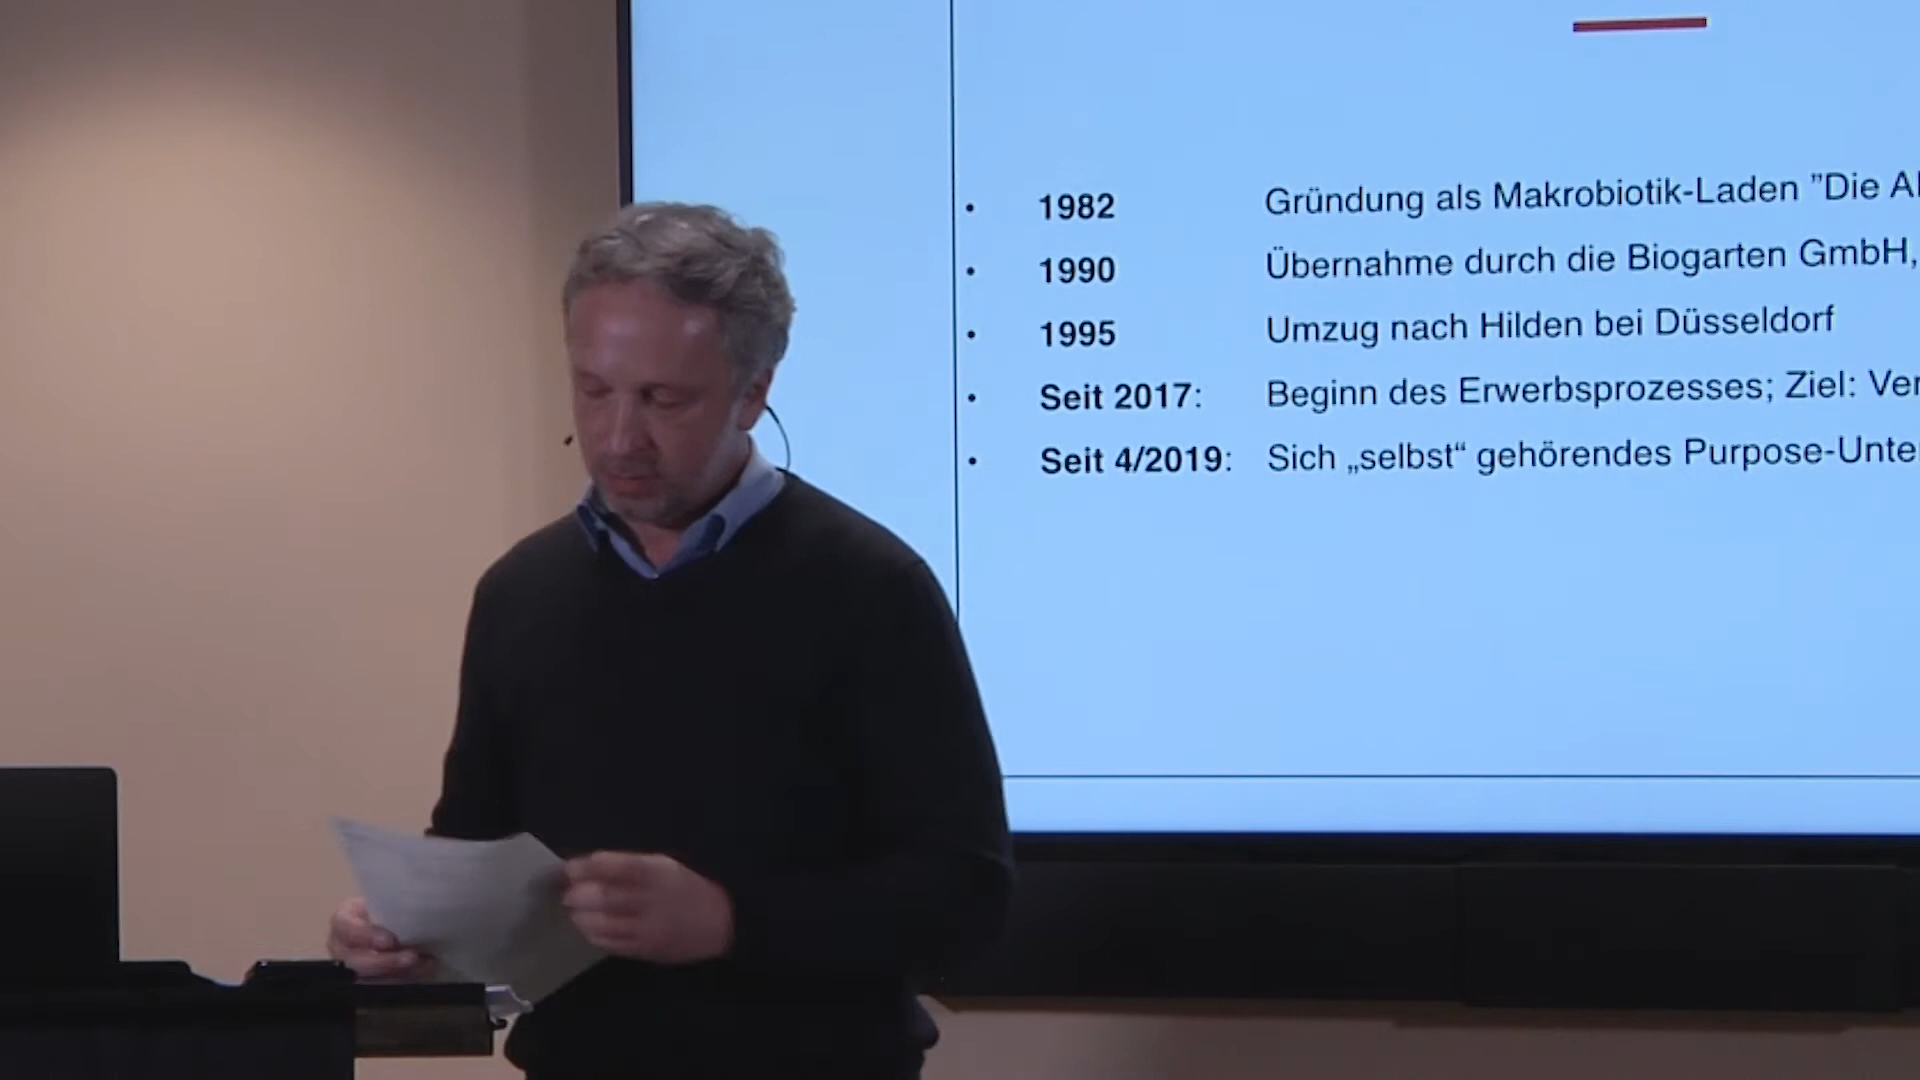 • 1982 Gründung als Makrobiotik-Laden ”Die
• 1990 Übernahme durch die Biogarten GmbH,
• 1995 Umzug nach Hilden bei Düsseldorf
• Seit 2017: Beginn des Erwerbsprozesses; Ziel:
• Seit 4/2019: Sich „selbst“ gehörendes